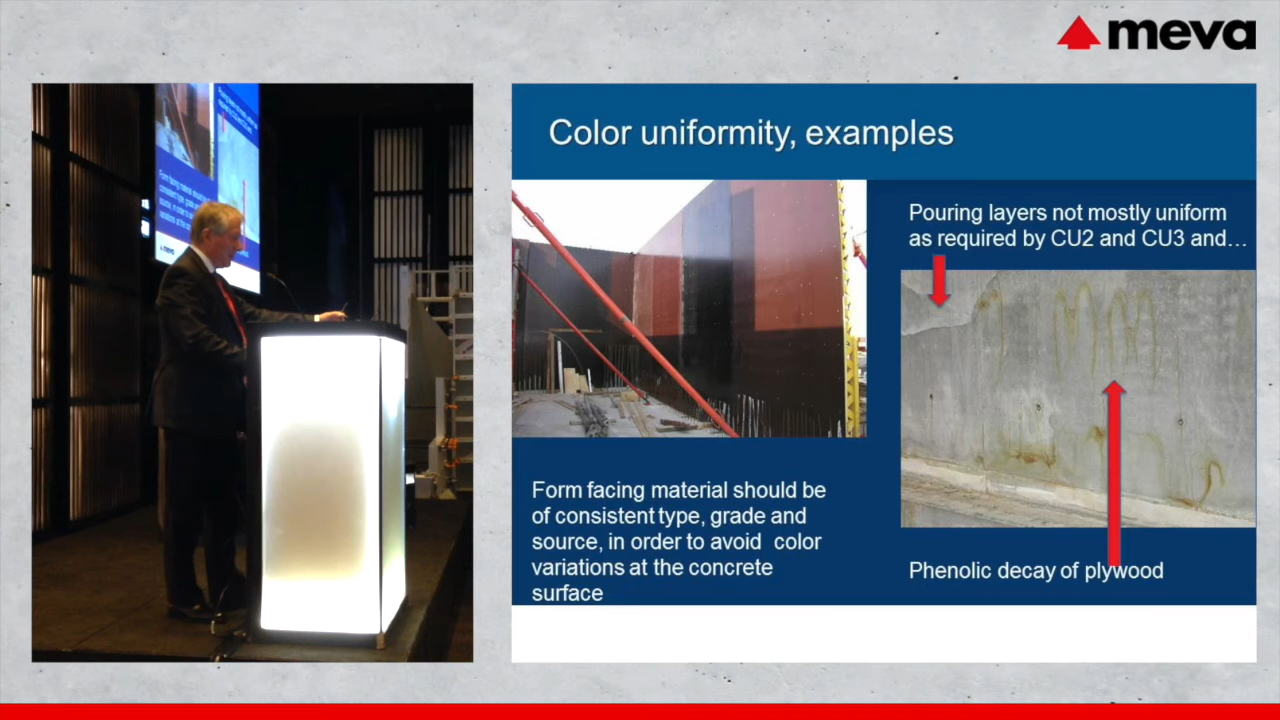 meva
Color uniformity, examples
Pouring layers not mostly uniform
as required by CU2 and CU3 and…
Form facing material should be
of consistent type, grade and
source, in order to avoid  color
variations at the concrete
surface
Phenolic decay of plywood